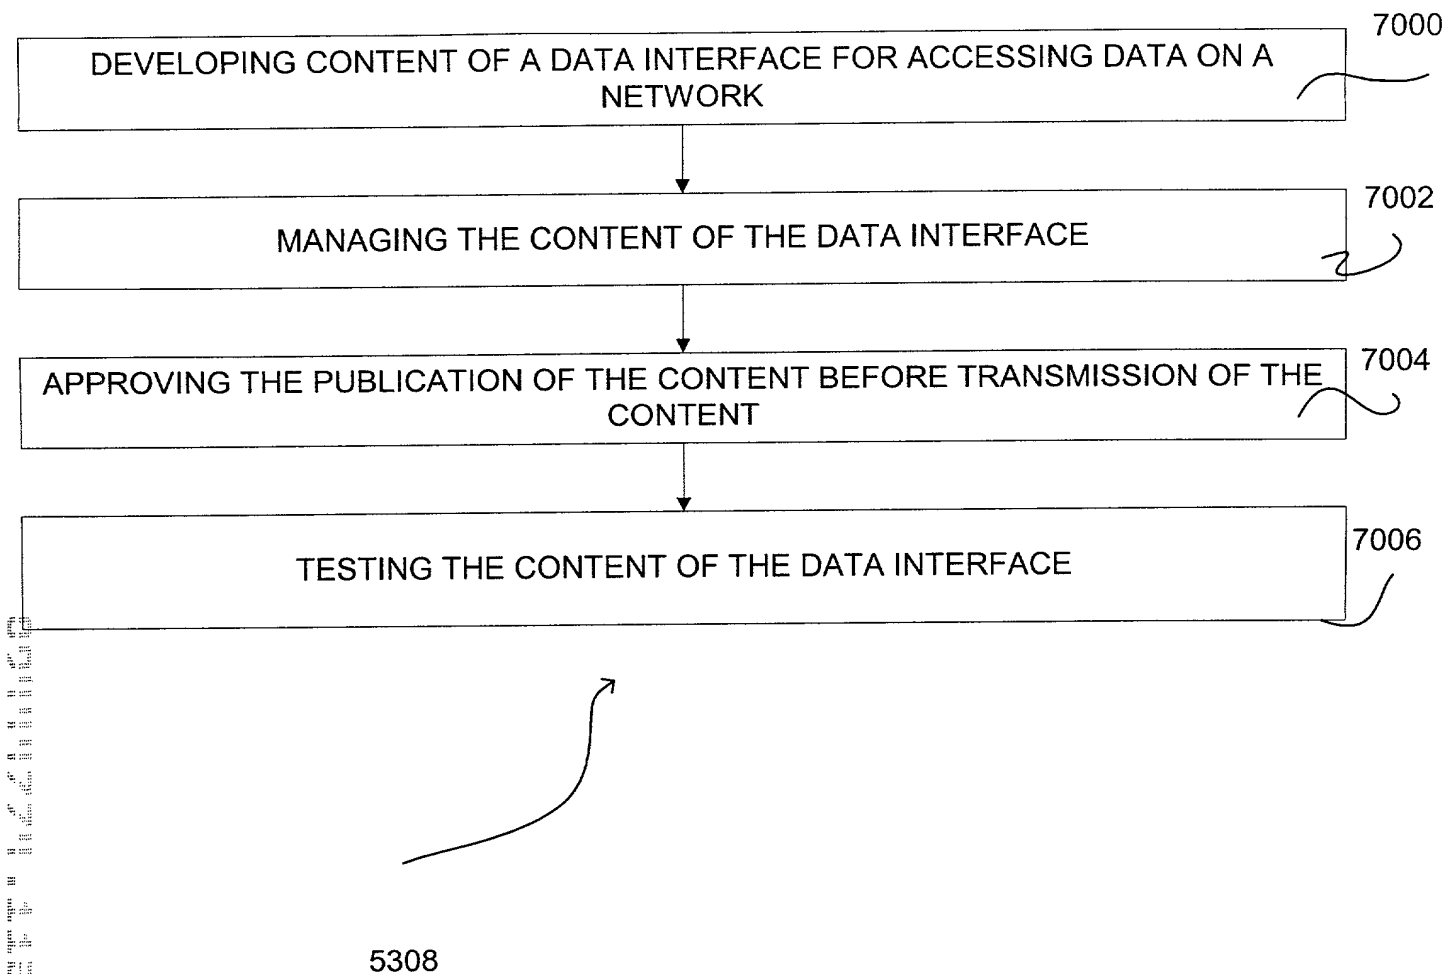 7000
DEVELOPING CONTENT OF A DATA INTERFACE FOR ACCESSING DATA ON A
NETWORK
7002
MANAGING THE CONTENT OF THE DATA INTERFACE
7004
APPROVING THE PUBLICATION OF THE CONTENT BEFORE TRANSMISSION OF THE
CONTENT
7006
TESTING THE CONTENT OF THE DATA INTERFACE
5308